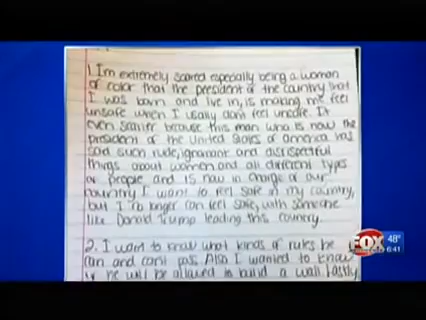 1. I'm extremely scared especially being a woman
of color that the president of the country that
I was born and live in, is making me feel
unsafe when I usally dont feel unsafe. It
even scarier because this man who is now the
president of the united states of america has
said such rude, ignorant and disrespectful
things about women and all different types
of people and is now in charge of our
country. I want to feel safe in my country,
but I no longer can feel safe, with someone
like Donald Trump leading this country.
2. I want to know what kinds of rules he
can and cant pass. Also I wanted to know
if he will be allowed to build a wall lastly
FOX
48°
6:41